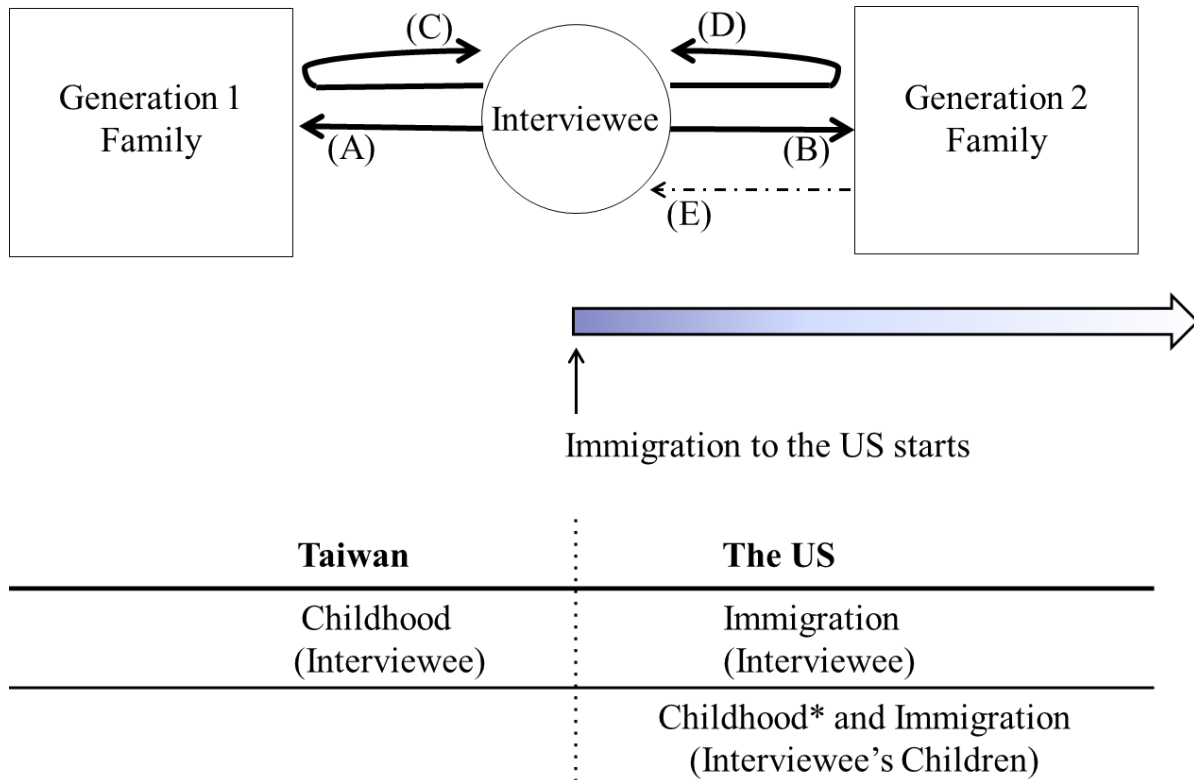 (C)
(D)
Generation 1
Family
Interviewee
Generation 2
Family
(A)
(B)
(E)
Immigration to the US starts
Taiwan
The US
Childhood
(Interviewee)
Immigration
(Interviewee)
Childhood* and Immigration
(Interviewee’s Children)